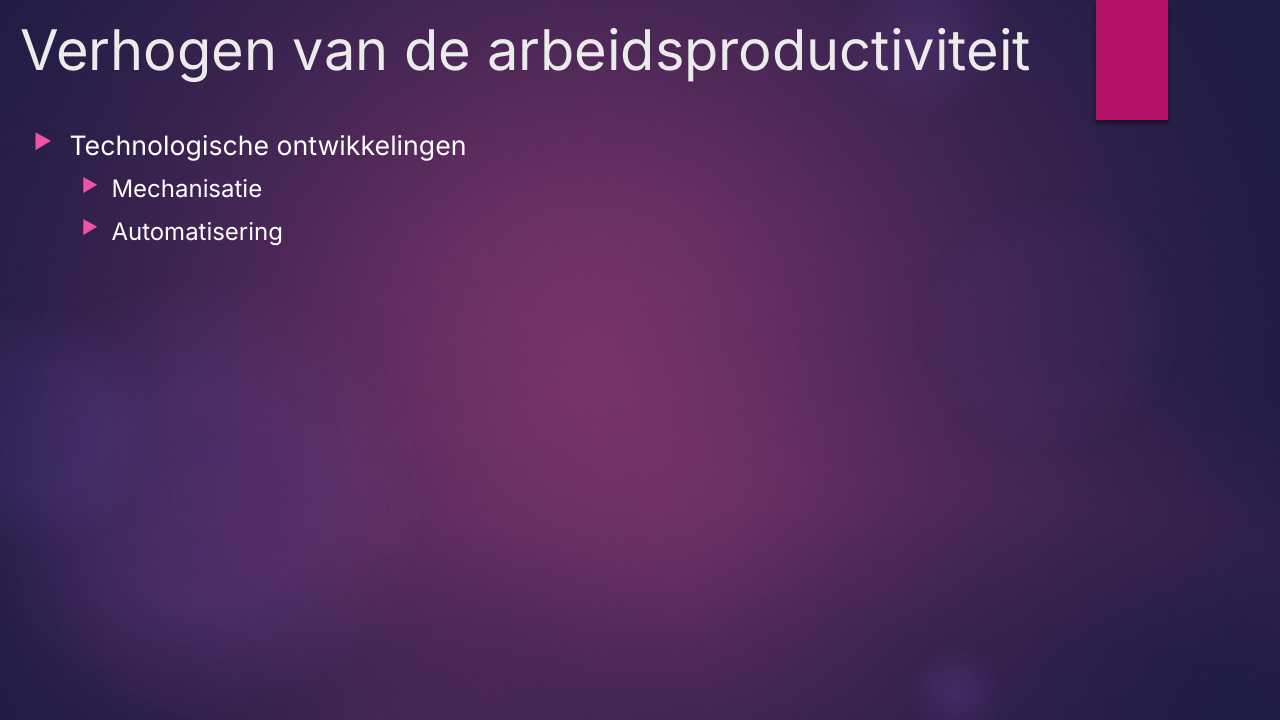 Verhogen van de arbeidsproductiviteit
Technologische ontwikkelingen
Mechanisatie
Automatisering